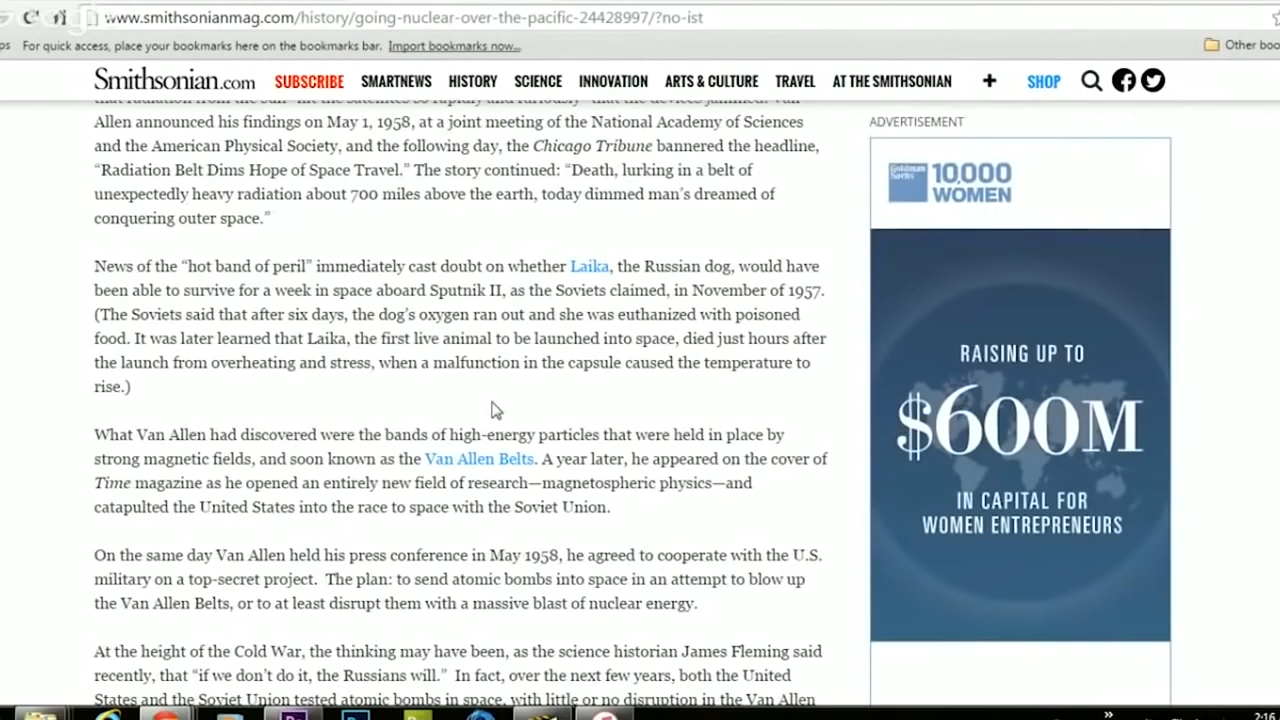 www.smithsonianmag.com/history/going-nuclear-over-the-pacific-24428997/?no-ist
For quick access, place your bookmarks here on the bookmarks bar. Import bookmarks now...
Other boo
Smithsonian.com SUBSCRIBE SMARTNEWS HISTORY SCIENCE INNOVATION ARTS & CULTURE TRAVEL AT THE SMITHSONIAN + SHOP
that radiation from the sun
Allen announced his findings on May 1, 1958, at a joint meeting of the National Academy of Sciences
and the American Physical Society, and the following day, the Chicago Tribune bannered the headline,
“Radiation Belt Dims Hope of Space Travel.” The story continued: “Death, lurking in a belt of
unexpectedly heavy radiation about 700 miles above the earth, today dimmed man’s dreamed of
conquering outer space.”
News of the “hot band of peril” immediately cast doubt on whether Laika, the Russian dog, would have
been able to survive for a week in space aboard Sputnik II, as the Soviets claimed, in November of 1957.
(The Soviets said that after six days, the dog’s oxygen ran out and she was euthanized with poisoned
food. It was later learned that Laika, the first live animal to be launched into space, died just hours after
the launch from overheating and stress, when a malfunction in the capsule caused the temperature to
rise.)
What Van Allen had discovered were the bands of high-energy particles that were held in place by
strong magnetic fields, and soon known as the Van Allen Belts. A year later, he appeared on the cover of
Time magazine as he opened an entirely new field of research—magnetospheric physics—and
catapulted the United States into the race to space with the Soviet Union.
On the same day Van Allen held his press conference in May 1958, he agreed to cooperate with the U.S.
military on a top-secret project. The plan: to send atomic bombs into space in an attempt to blow up
the Van Allen Belts, or to at least disrupt them with a massive blast of nuclear energy.
At the height of the Cold War, the thinking may have been, as the science historian James Fleming said
recently, that “if we don’t do it, the Russians will.” In fact, over the next few years, both the United
States and the Soviet Union tested atomic bombs in space, with little or no disruption in the Van Allen
ADVERTISEMENT
Goldman
Sachs
10,000
WOMEN
RAISING UP TO
$600M
IN CAPITAL FOR
WOMEN ENTREPRENEURS
2:16